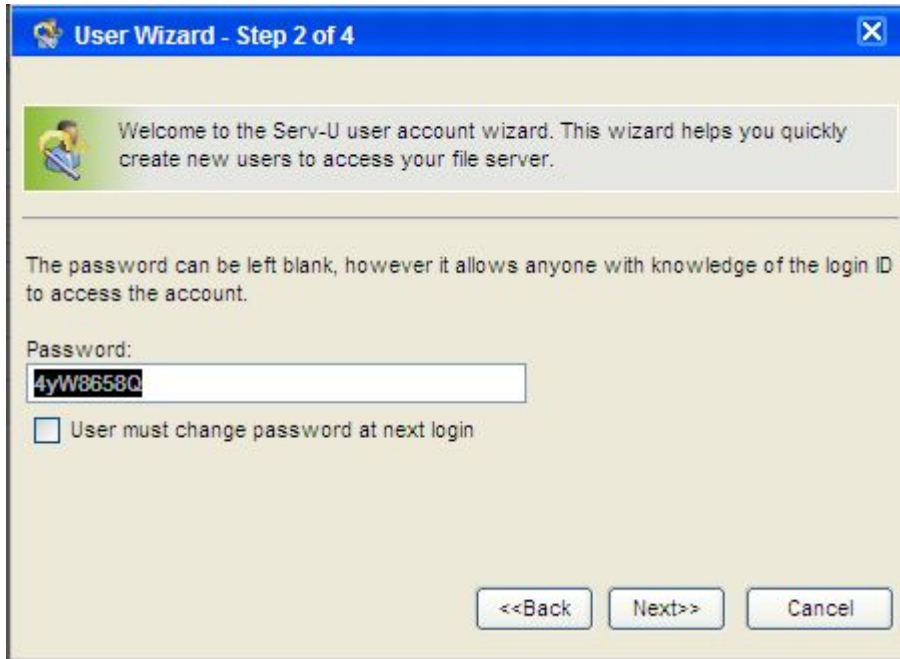 User Wizard - Step 2 of 4
Welcome to the Serv-U user account wizard. This wizard helps you quickly
create new users to access your file server.
The password can be left blank, however it allows anyone with knowledge of the login ID
to access the account.
Password:
4yW8658Q
User must change password at next login
<<Back Next>> Cancel